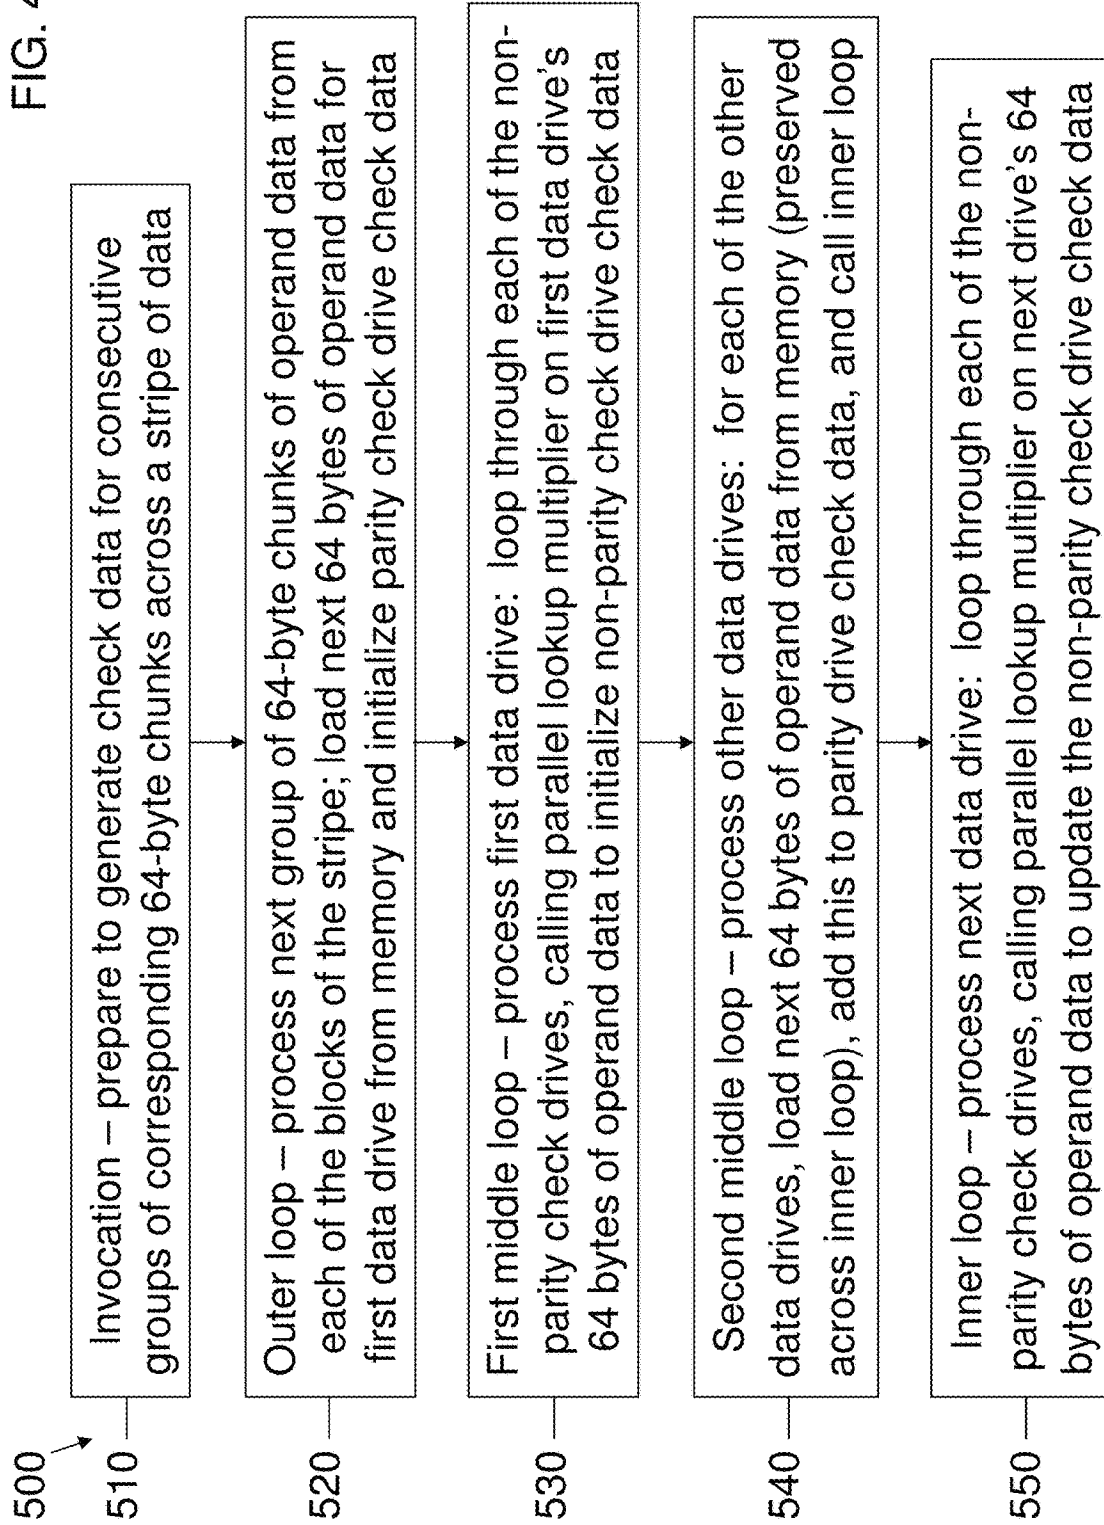 FIG. 4
500
510
Invocation – prepare to generate check data for consecutive
groups of corresponding 64-byte chunks across a stripe of data
520
Outer loop – process next group of 64-byte chunks of operand data from
each of the blocks of the stripe; load next 64 bytes of operand data for
first data drive from memory and initialize parity check drive check data
530
First middle loop – process first data drive: loop through each of the non-
parity check drives, calling parallel lookup multiplier on first data drive's
64 bytes of operand data to initialize non-parity check drive check data
540
Second middle loop – process other data drives: for each of the other
data drives, load next 64 bytes of operand data from memory (preserved
across inner loop), add this to parity drive check data, and call inner loop
550
Inner loop – process next data drive: loop through each of the non-
parity check drives, calling parallel lookup multiplier on next drive's 64
bytes of operand data to update the non-parity check drive check data